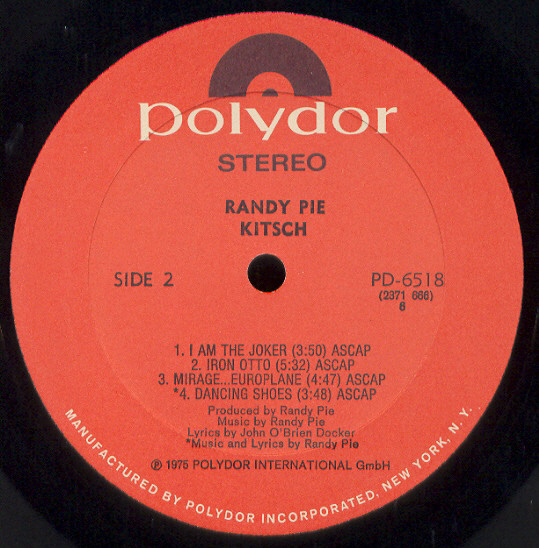 polydor
STEREO
RANDY PIE
KITSCH
SIDE 2
PD-6518
(2371 666)
6
1. I AM THE JOKER (3:50) ASCAP
2. IRON OTTO (5:32) ASCAP
3. MIRAGE...EUROPLANE (4:47) ASCAP
*4. DANCING SHOES (3:48) ASCAP
Produced by Randy Pie
Music by Randy Pie
Lyrics by John O'Brien Docker
*Music and Lyrics by Randy Pie
℗ 1975 POLYDOR INTERNATIONAL GmbH
MANUFACTURED BY POLYDOR INCORPORATED, NEW YORK, N.Y.